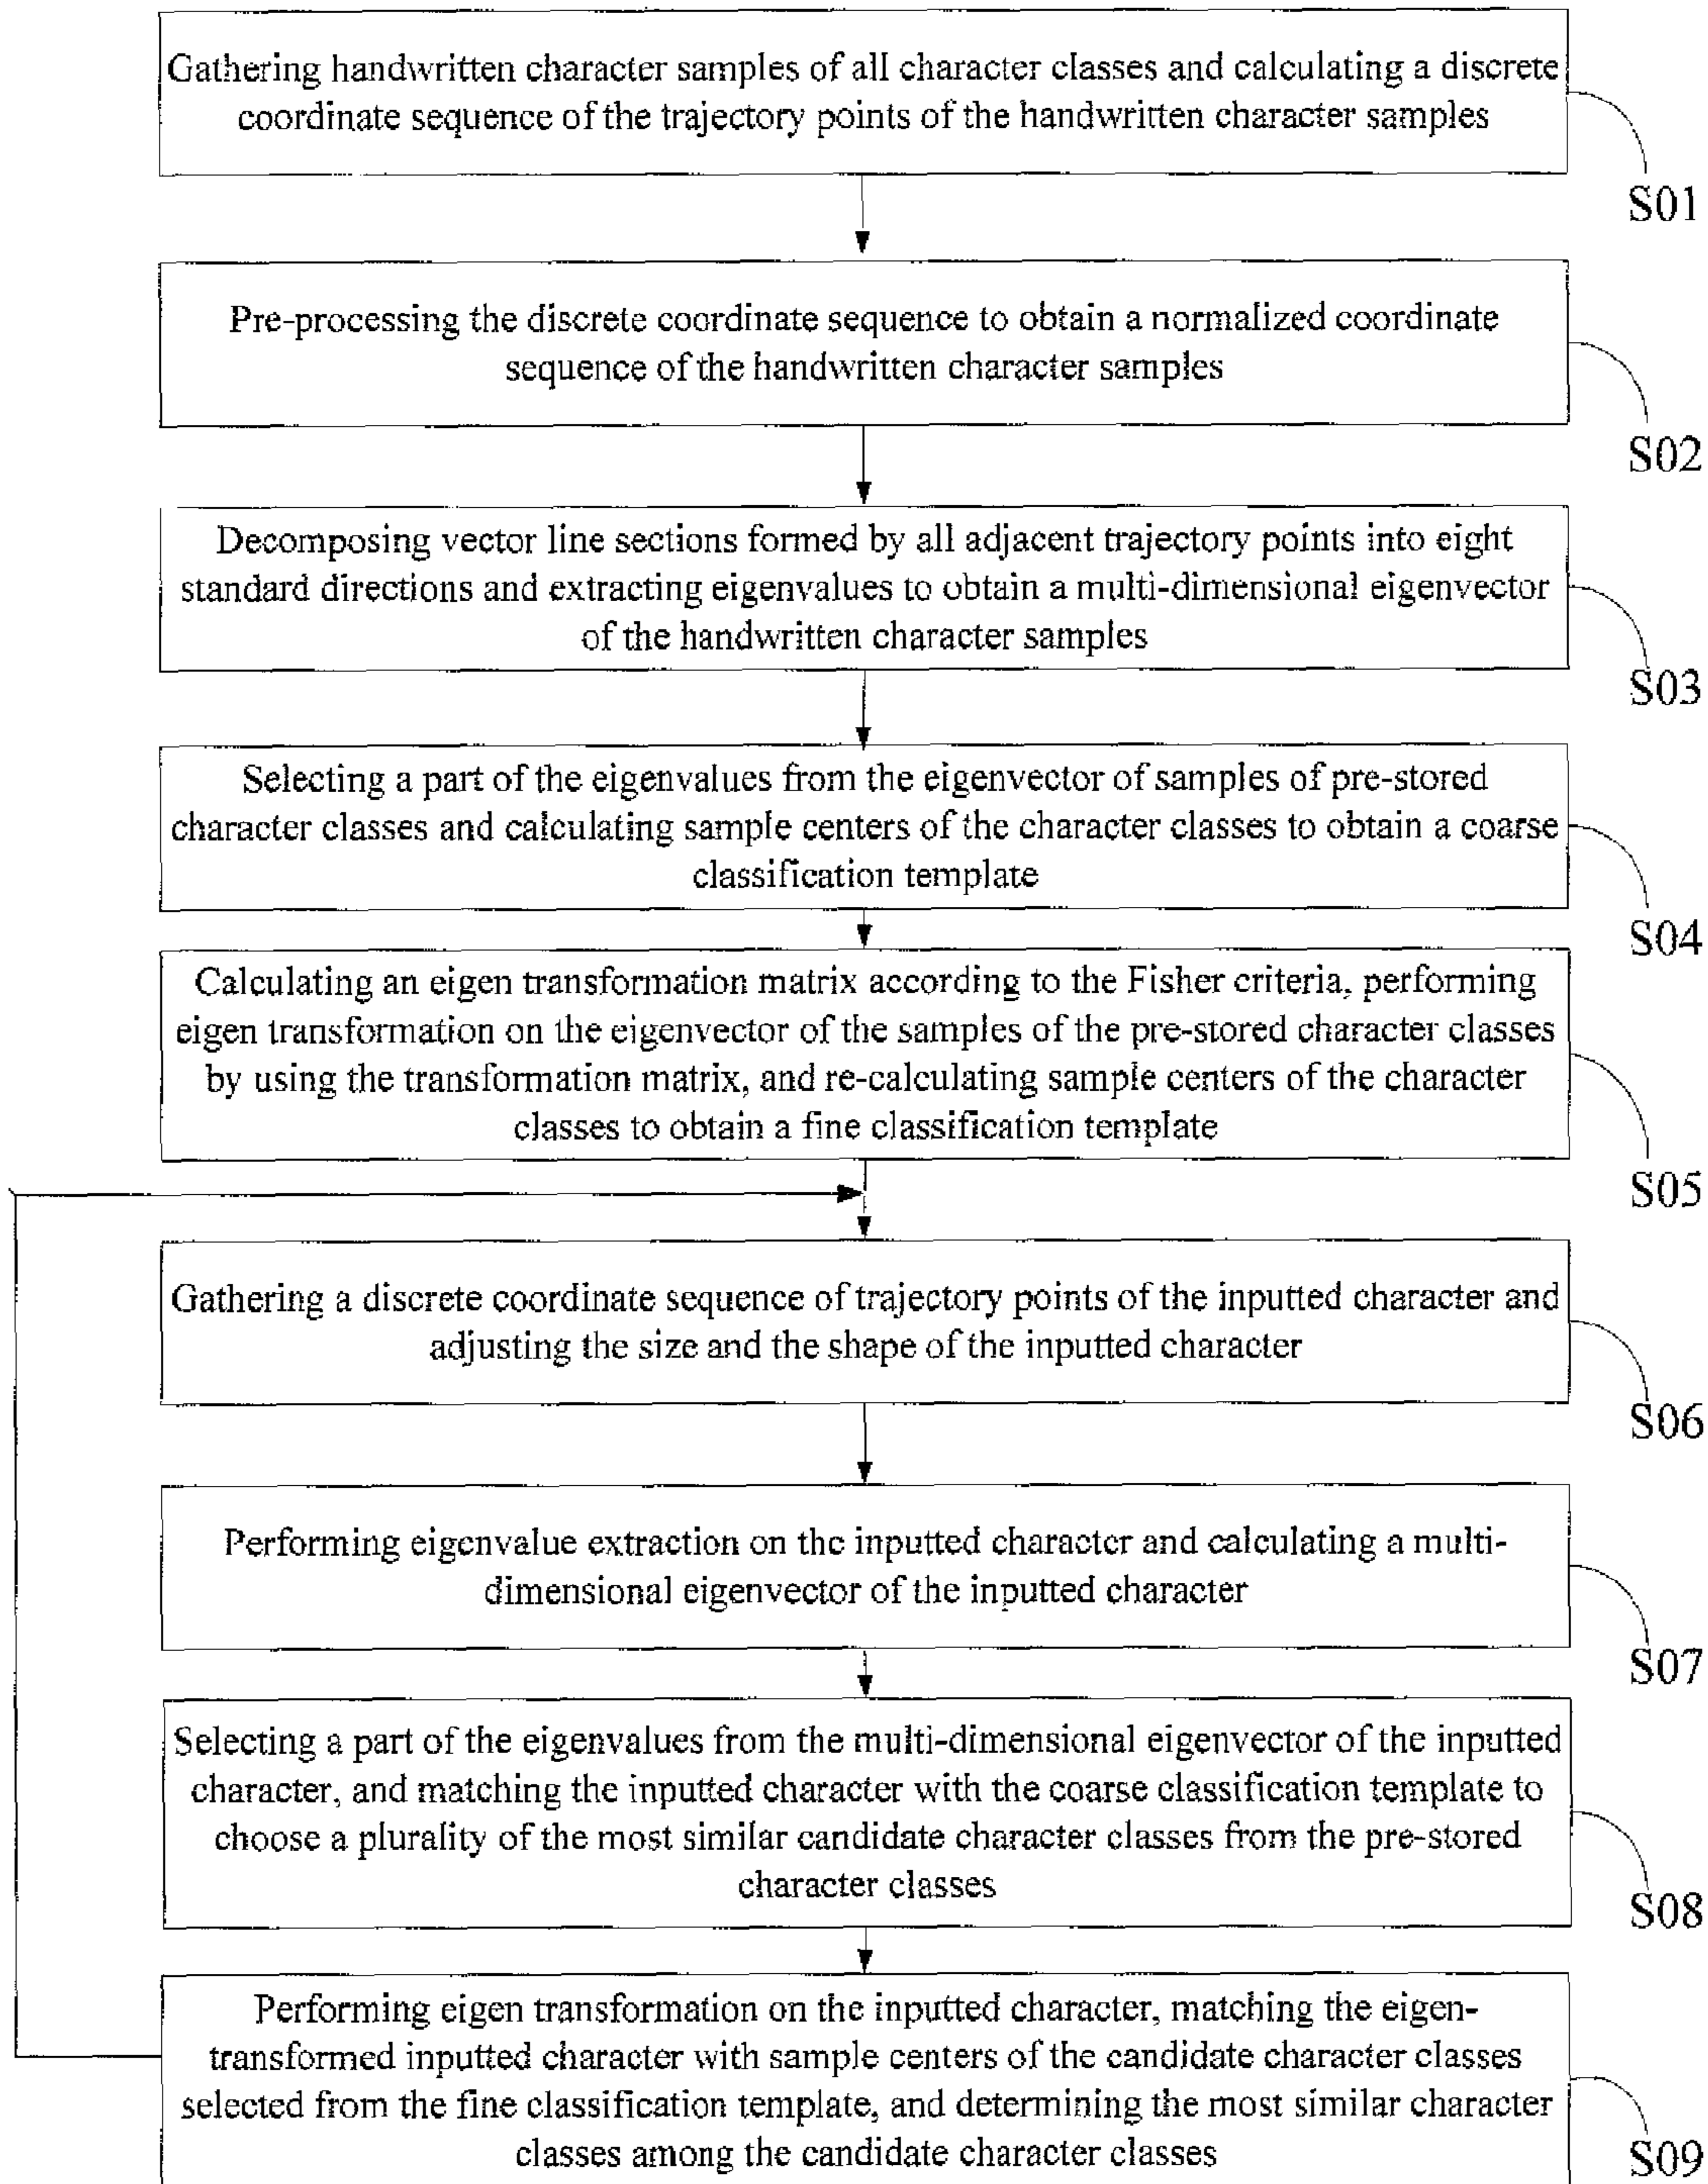 Gathering handwritten character samples of all character classes and calculating a discrete
coordinate sequence of the trajectory points of the handwritten character samples
S01
Pre-processing the discrete coordinate sequence to obtain a normalized coordinate
sequence of the handwritten character samples
S02
Decomposing vector line sections formed by all adjacent trajectory points into eight
standard directions and extracting eigenvalues to obtain a multi-dimensional eigenvector
of the handwritten character samples
S03
Selecting a part of the eigenvalues from the eigenvector of samples of pre-stored
character classes and calculating sample centers of the character classes to obtain a coarse
classification template
S04
Calculating an eigen transformation matrix according to the Fisher criteria, performing
eigen transformation on the eigenvector of the samples of the pre-stored character classes
by using the transformation matrix, and re-calculating sample centers of the character
classes to obtain a fine classification template
S05
Gathering a discrete coordinate sequence of trajectory points of the inputted character and
adjusting the size and the shape of the inputted character
S06
Performing eigenvalue extraction on the inputted character and calculating a multi-
dimensional eigenvector of the inputted character
S07
Selecting a part of the eigenvalues from the multi-dimensional eigenvector of the inputted
character, and matching the inputted character with the coarse classification template to
choose a plurality of the most similar candidate character classes from the pre-stored
character classes
S08
Performing eigen transformation on the inputted character, matching the eigen-
transformed inputted character with sample centers of the candidate character classes
selected from the fine classification template, and determining the most similar character
classes among the candidate character classes
S09